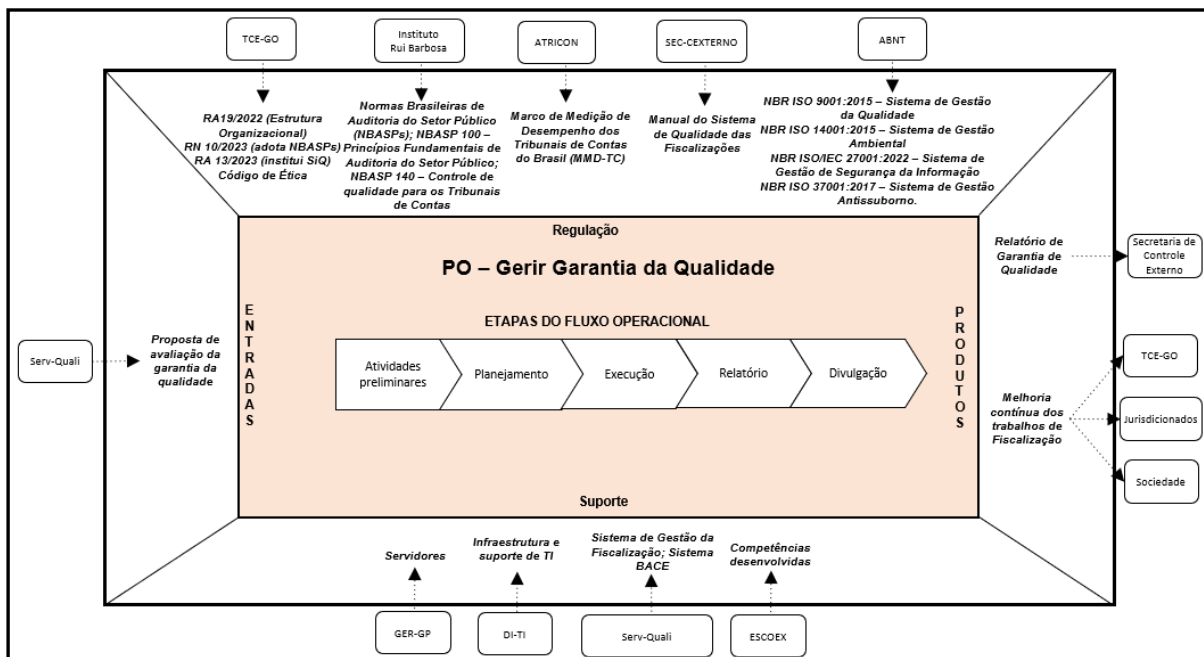 TCE-GO
Instituto
Rui Barbosa
ATRICON
SEC-CEXTERNO
ABNT
RA19/2022 (Estrutura
Organizacional)
RN 10/2023 (adota NBASPs)
RA 13/2023 (institui SiQ)
Código de Ética
Normas Brasileiras de
Auditoria do Setor Público
(NBASPs); NBASP 100 –
Princípios Fundamentais de
Auditoria do Setor Público;
NBASP 140 – Controle de
qualidade para os Tribunais
de Contas
Marco de Medição de
Desempenho dos
Tribunais de Contas
do Brasil (MMD-TC)
Manual do Sistema
de Qualidade das
Fiscalizações
NBR ISO 9001:2015 – Sistema de Gestão
da Qualidade
NBR ISO 14001:2015 – Sistema de Gestão
Ambiental
NBR ISO/IEC 27001:2022 – Sistema de
Gestão de Segurança da Informação
NBR ISO 37001:2017 – Sistema de Gestão
Antissuborno.
Regulação
PO – Gerir Garantia da Qualidade
ETAPAS DO FLUXO OPERACIONAL
Serv-Quali
Proposta de
avaliação da
garantia da
qualidade
ENTRADAS
Atividades
preliminares
Planejamento
Execução
Relatório
Divulgação
PRODUTOS
Relatório de
Garantia de
Qualidade
Secretaria de
Controle
Externo
Melhoria
contínua dos
trabalhos de
Fiscalização
TCE-GO
Jurisdicionados
Sociedade
Suporte
Servidores
Infraestrutura e
suporte de TI
Sistema de Gestão da
Fiscalização; Sistema
BACE
Competências
desenvolvidas
GER-GP
DI-TI
Serv-Quali
ESCOEX